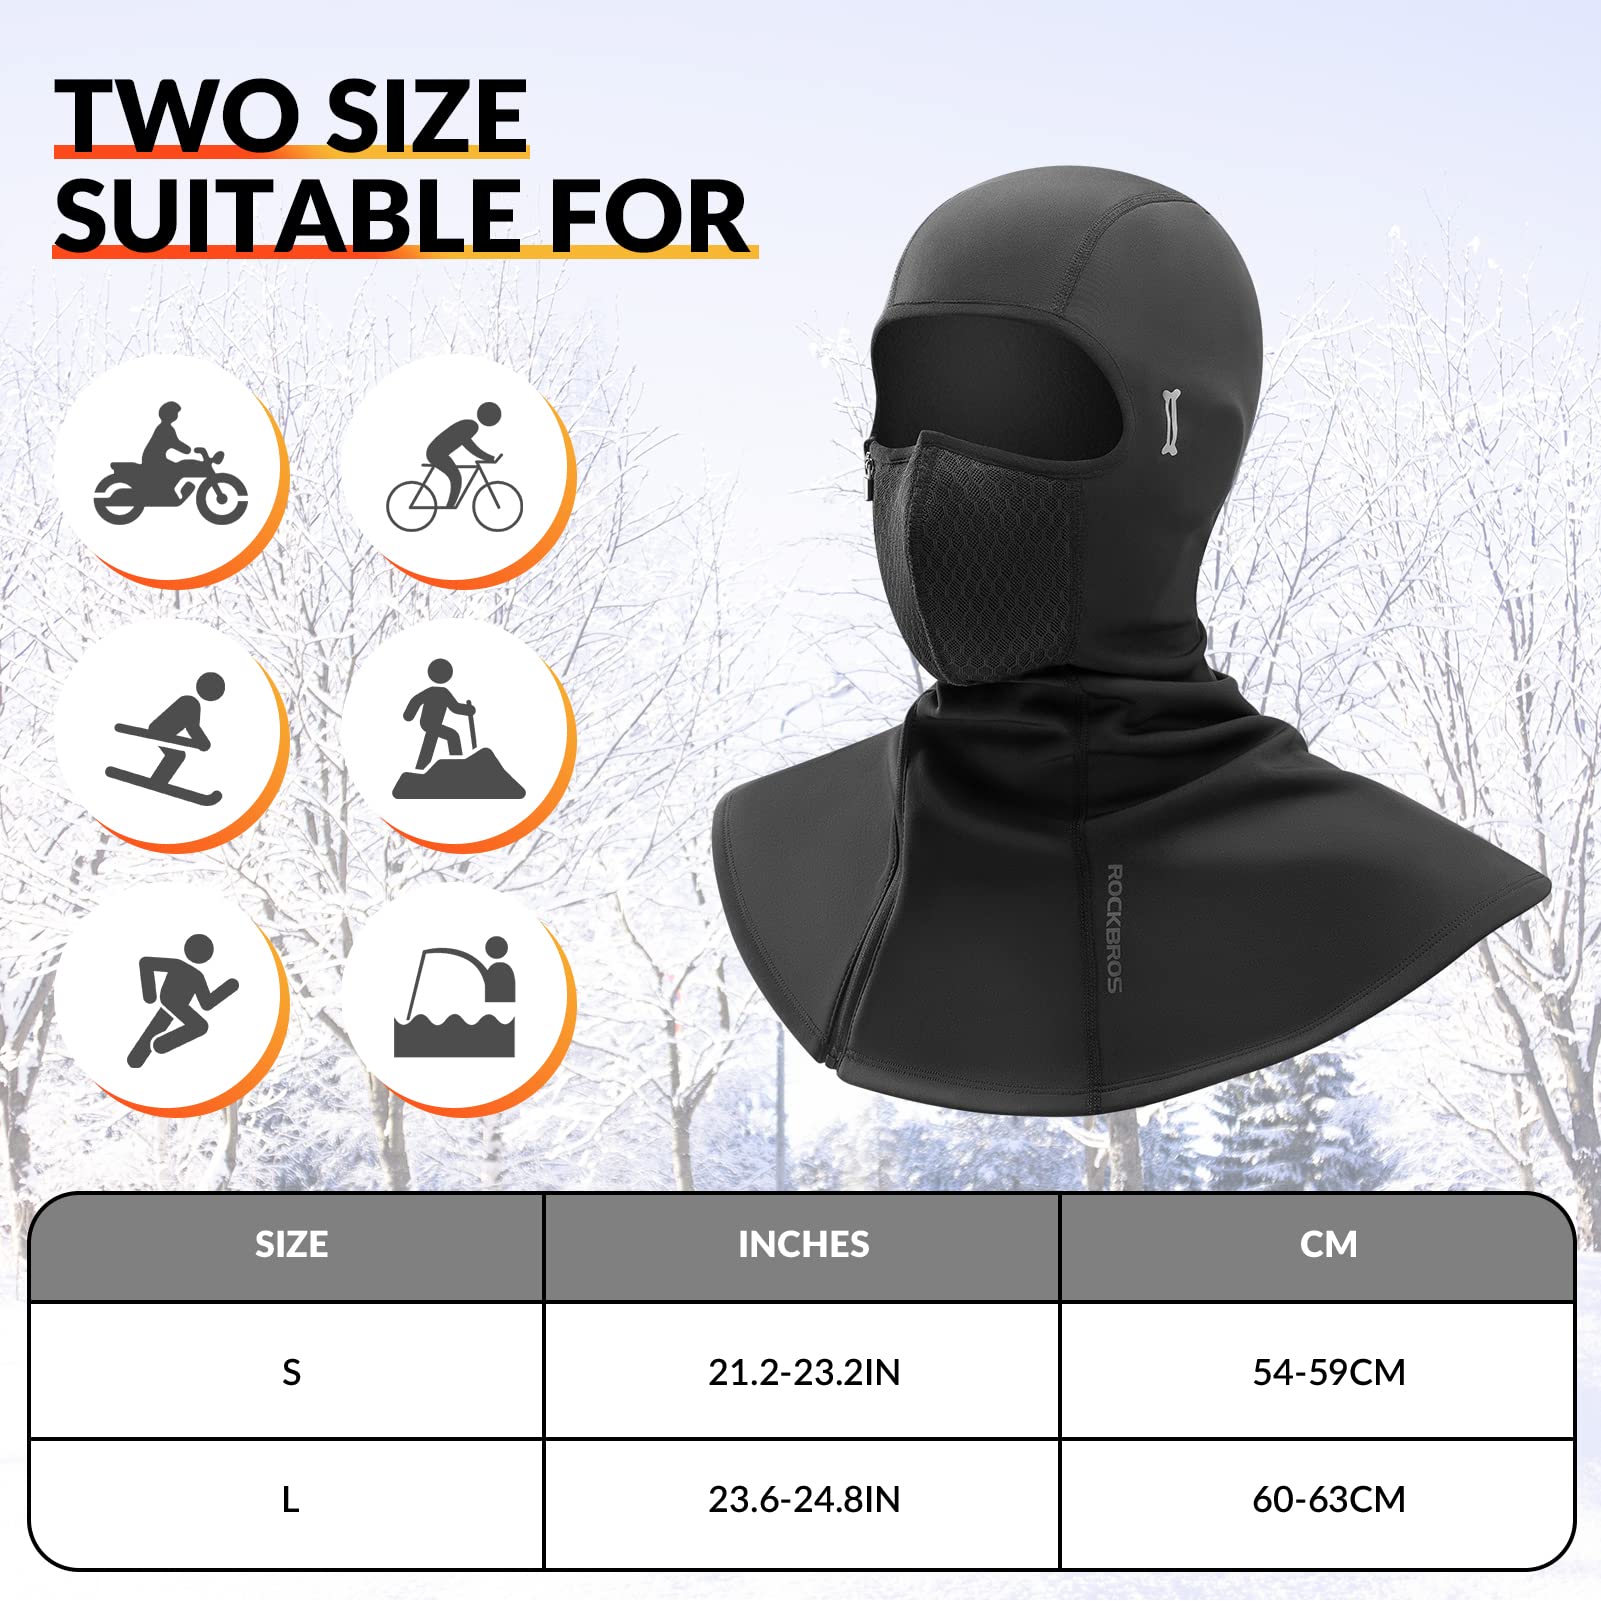 TWO SIZE
SUITABLE FOR
ROCKBROS
SIZE INCHES CM
S 21.2-23.2IN 54-59CM
L 23.6-24.8IN 60-63CM